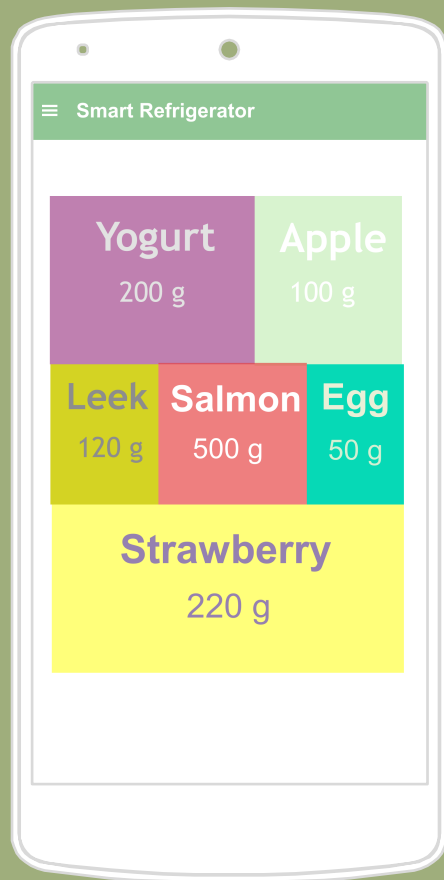 Smart Refrigerator
Yogurt
200 g
Apple
100 g
Leek
120 g
Salmon
500 g
Egg
50 g
Strawberry
220 g